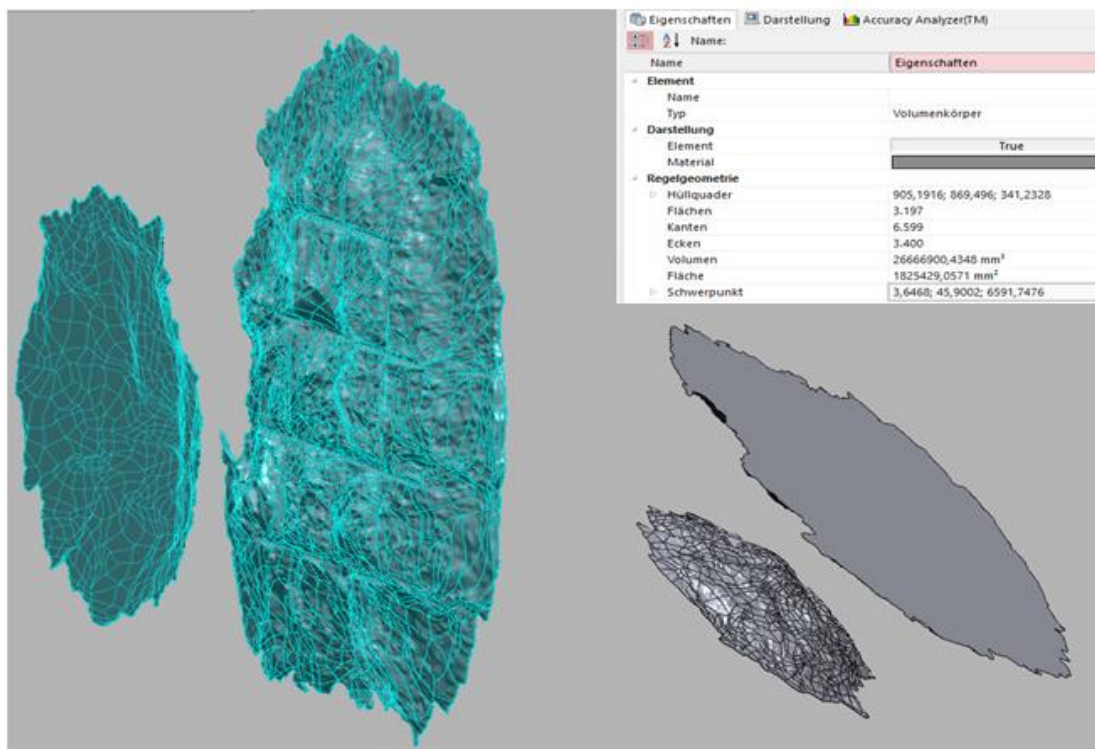 Eigenschaften Darstellung Accuracy Analyzer(TM)
Name:
Name Eigenschaften
Element
Name
Typ Volumenkörper
Darstellung
Element True
Material
Regelgeometrie
Hüllquader 905,1916; 869,496; 341,2328
Flächen 3.197
Kanten 6.599
Ecken 3.400
Volumen 26666900,4348 mm³
Fläche 1825429,0571 mm²
Schwerpunkt 3,6468; 45,9002; 6591,7476